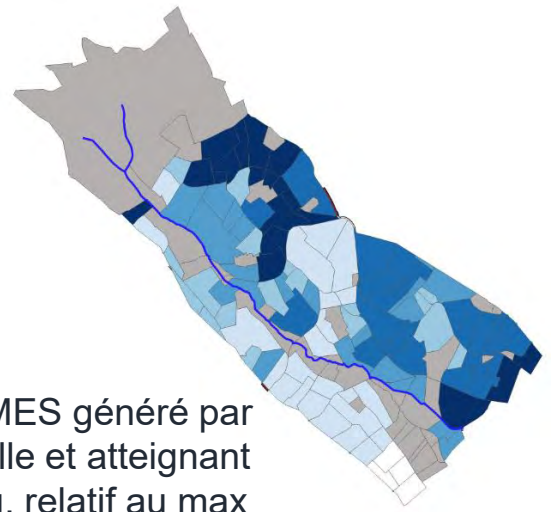 MES généré par
lle et atteignant
relatif au max